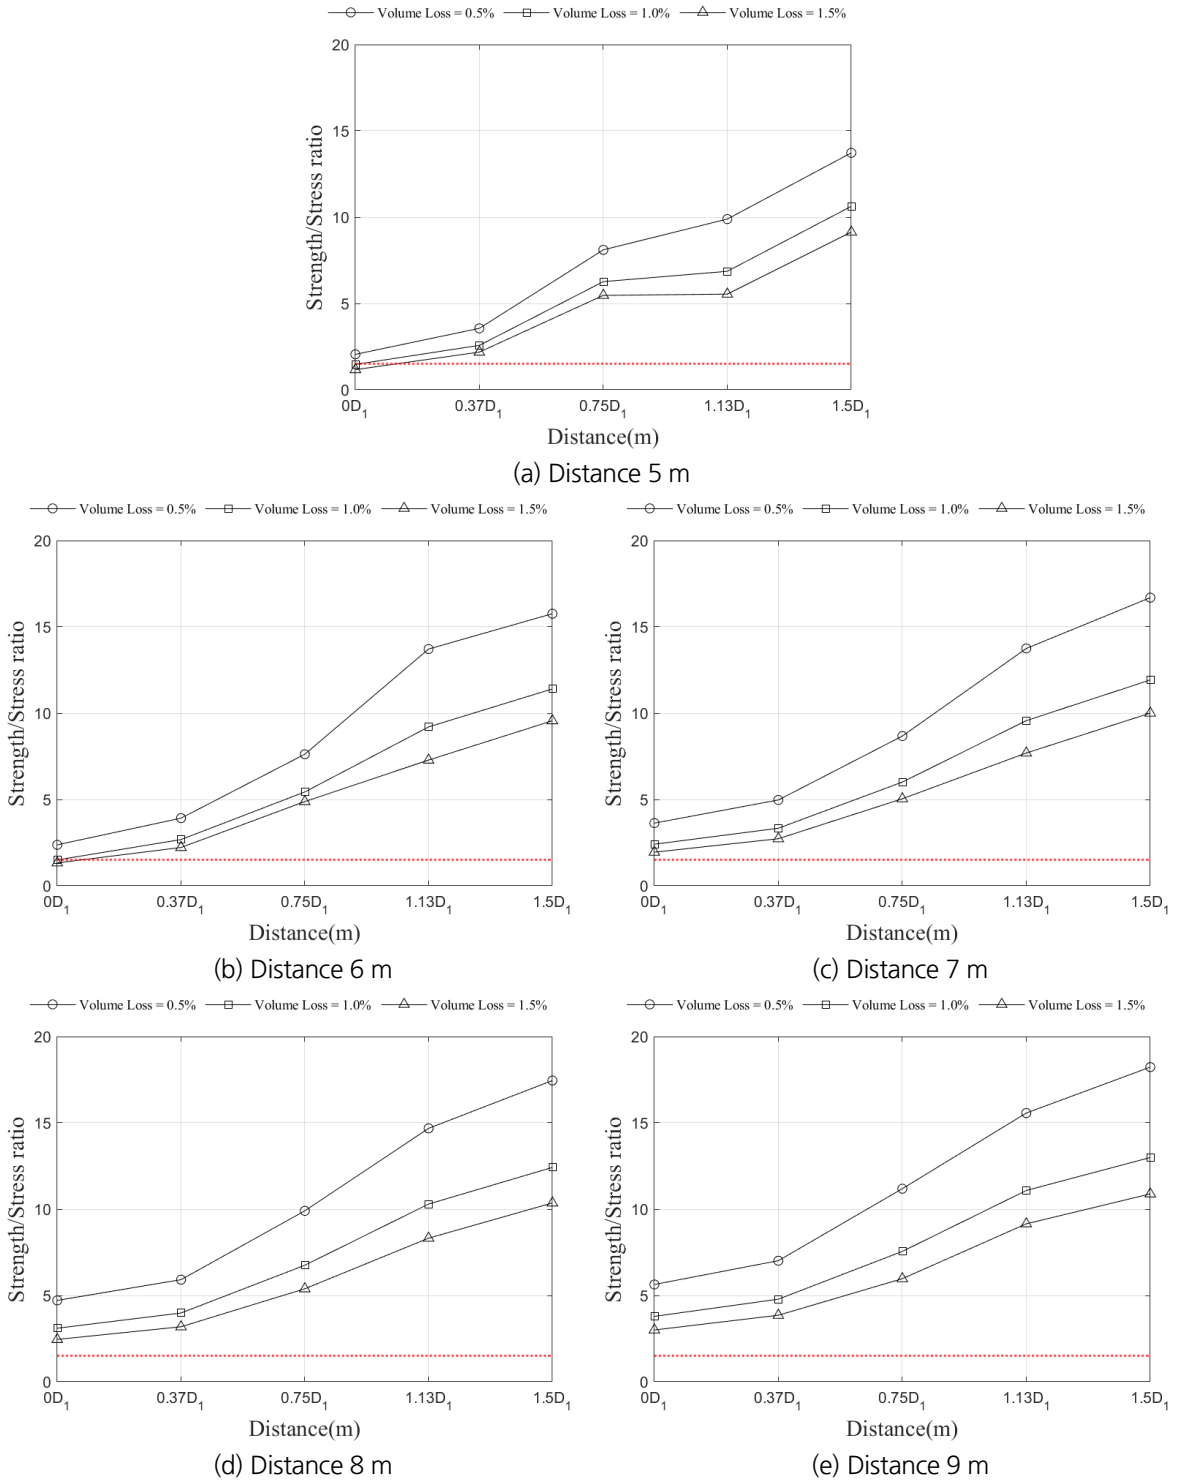 Volume Loss = 0.5% Volume Loss = 1.0% Volume Loss = 1.5%
20
15
10
5
0
Strength/Stress ratio
0D1 0.37D1 0.75D1 1.13D1 1.5D1
Distance(m)
(a) Distance 5 m
Volume Loss = 0.5% Volume Loss = 1.0% Volume Loss = 1.5%
20
15
10
5
0
Strength/Stress ratio
0D1 0.37D1 0.75D1 1.13D1 1.5D1
Distance(m)
(b) Distance 6 m
Volume Loss = 0.5% Volume Loss = 1.0% Volume Loss = 1.5%
20
15
10
5
0
Strength/Stress ratio
0D1 0.37D1 0.75D1 1.13D1 1.5D1
Distance(m)
(c) Distance 7 m
Volume Loss = 0.5% Volume Loss = 1.0% Volume Loss = 1.5%
20
15
10
5
0
Strength/Stress ratio
0D1 0.37D1 0.75D1 1.13D1 1.5D1
Distance(m)
(d) Distance 8 m
Volume Loss = 0.5% Volume Loss = 1.0% Volume Loss = 1.5%
20
15
10
5
0
Strength/Stress ratio
0D1 0.37D1 0.75D1 1.13D1 1.5D1
Distance(m)
(e) Distance 9 m